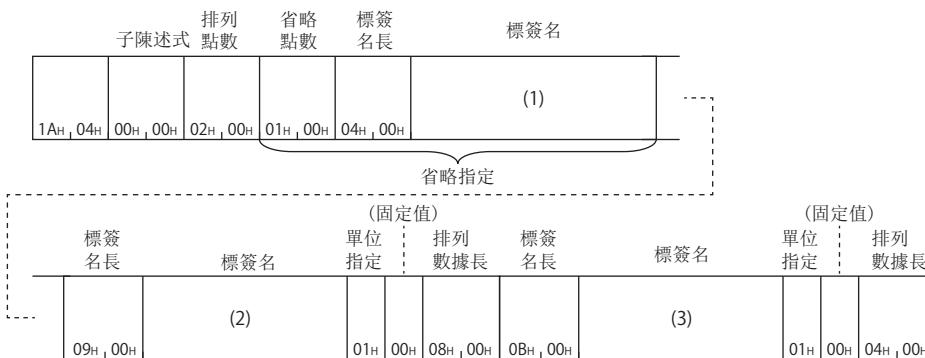 子陳述式 排列點數 省略點數 標簽名長 標簽名
1AH 04H 00H 00H 02H 00H 01H 00H 04H 00H (1)
省略指定
(固定值) (固定值)
標簽名長 標簽名 單位指定 排列數據長 標簽名長 標簽名 單位指定 排列數據長
09H 00H (2) 01H 00H 08H 00H 0BH 00H (3) 01H 00H 04H 00H